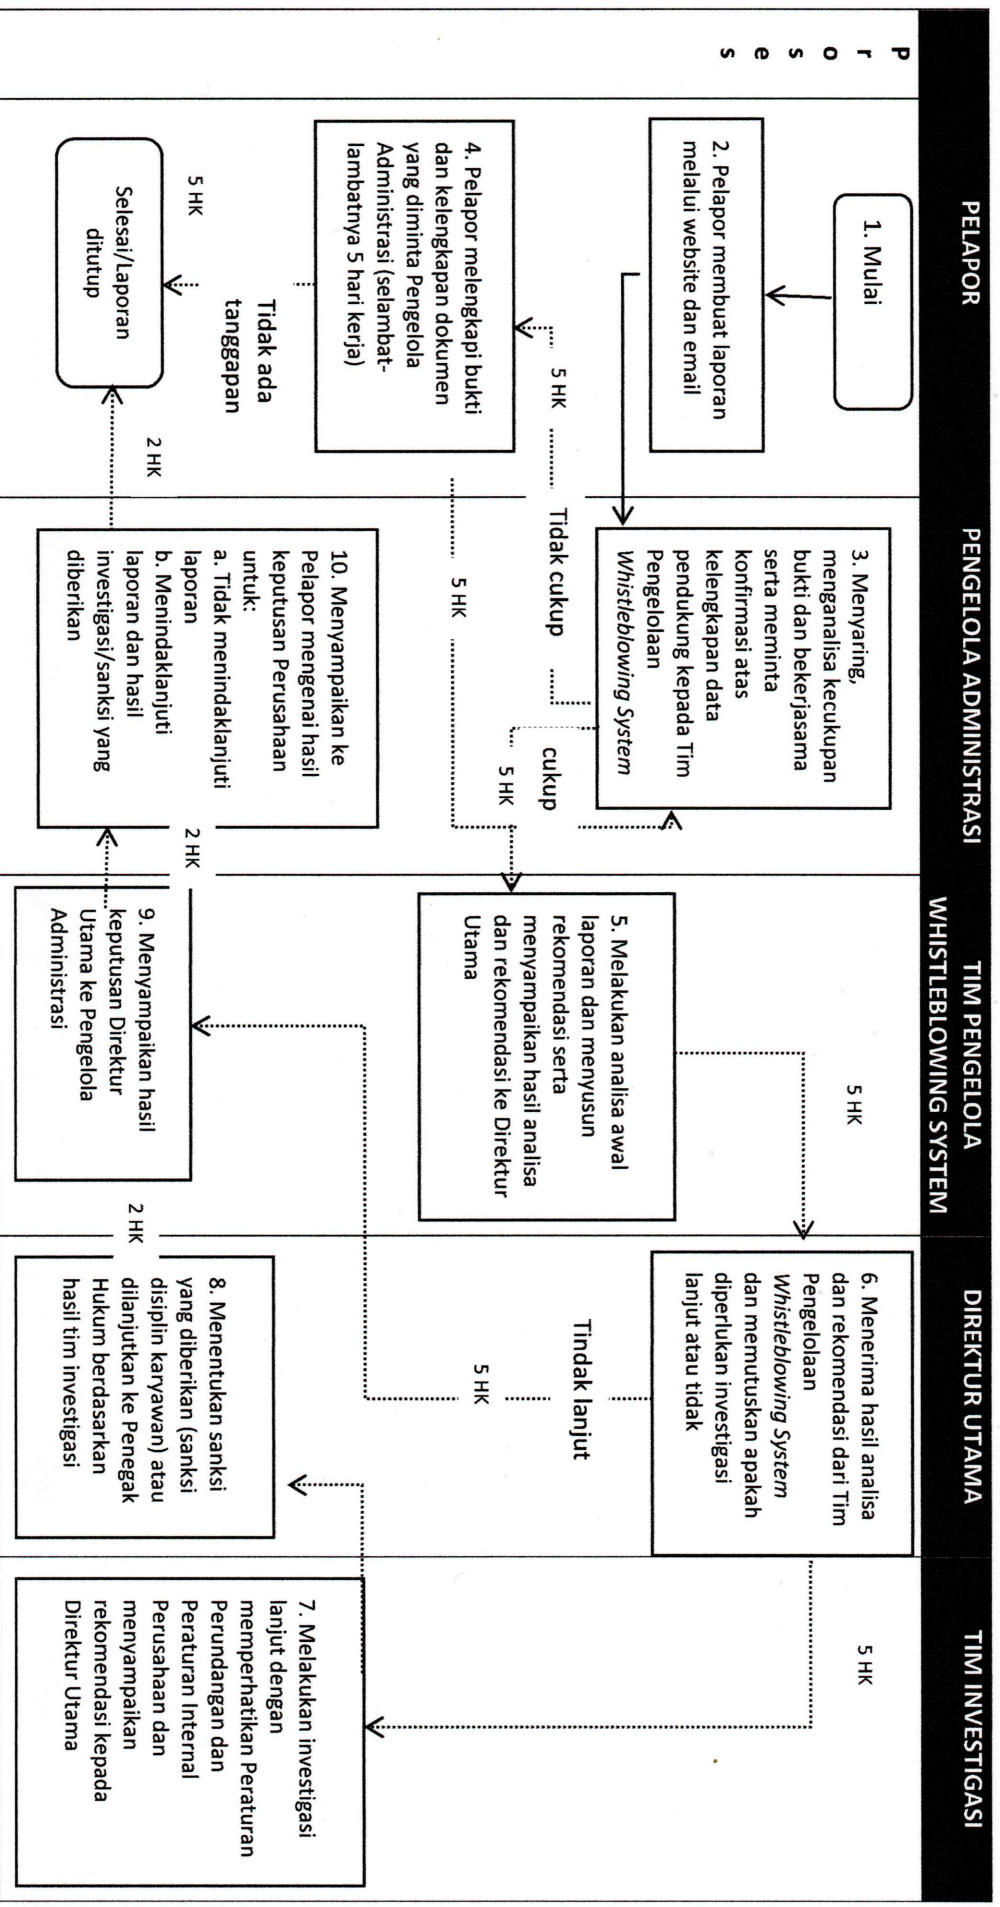 PELAPOR
PENGELOLA ADMINISTRASI
TIM PENGELOLA
WHISTLEBLOWING SYSTEM
DIREKTUR UTAMA
TIM INVESTIGASI
P
r
o
s
e
s
1. Mulai
2. Pelapor membuat laporan
melalui website dan email
3. Menyaring,
menganalisa kecukupan
bukti dan bekerjasama
serta meminta
konfirmasi atas
kelengkapan data
pendukung kepada Tim
Pengelolaan
Whistleblowing System
5 HK
Tidak cukup
cukup
5 HK
4. Pelapor melengkapi bukti
dan kelengkapan dokumen
yang diminta Pengelola
Administrasi (selambat-
lambatnya 5 hari kerja)
5 HK
5. Melakukan analisa awal
laporan dan menyusun
rekomendasi serta
menyampaikan hasil analisa
dan rekomendasi ke Direktur
Utama
5 HK
6. Menerima hasil analisa
dan rekomendasi dari Tim
Pengelolaan
Whistleblowing System
dan memutuskan apakah
diperlukan investigasi
lanjut atau tidak
5 HK
Tindak lanjut
5 HK
7. Melakukan investigasi
lanjut dengan
memperhatikan Peraturan
Perundangan dan
Peraturan Internal
Perusahaan dan
menyampaikan
rekomendasi kepada
Direktur Utama
8. Menentukan sanksi
yang diberikan (sanksi
disiplin karyawan) atau
dilanjutkan ke Penegak
Hukum berdasarkan
hasil tim investigasi
2 HK
9. Menyampaikan hasil
keputusan Direktur
Utama ke Pengelola
Administrasi
2 HK
10. Menyampaikan ke
Pelapor mengenai hasil
keputusan Perusahaan
untuk:
a. Tidak menindaklanjuti
laporan
b. Menindaklanjuti
laporan dan hasil
investigasi/sanksi yang
diberikan
2 HK
Tidak ada
tanggapan
5 HK
Selesai/Laporan
ditutup